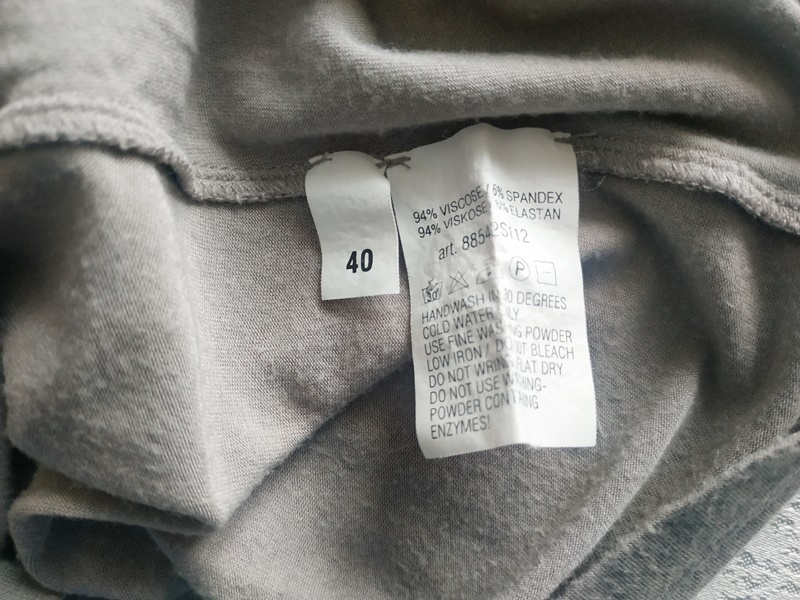 40
94% VISCOSE / 6% SPANDEX
94% VISKOSE ELASTAN
art. 88542S112
30°
P
HANDWASH IN 30 DEGREES
COLD WATER ONLY
USE FINE WASHING POWDER
LOW IRON / DO NOT BLEACH
DO NOT WRING FLAT DRY
DO NOT USE WASHING-
POWDER CONTAINING
ENZYMES!